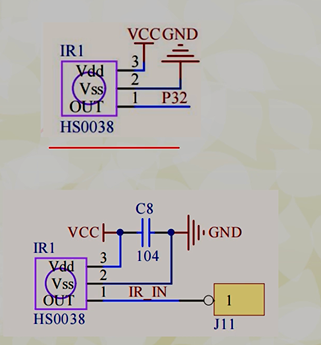 VCC GND
IR1
Vdd 3
Vss 2
OUT 1 P32
HS0038
C8
VCC GND
104
IR1
Vdd 3
Vss 2
OUT 1 IR_IN 1
HS0038 J11